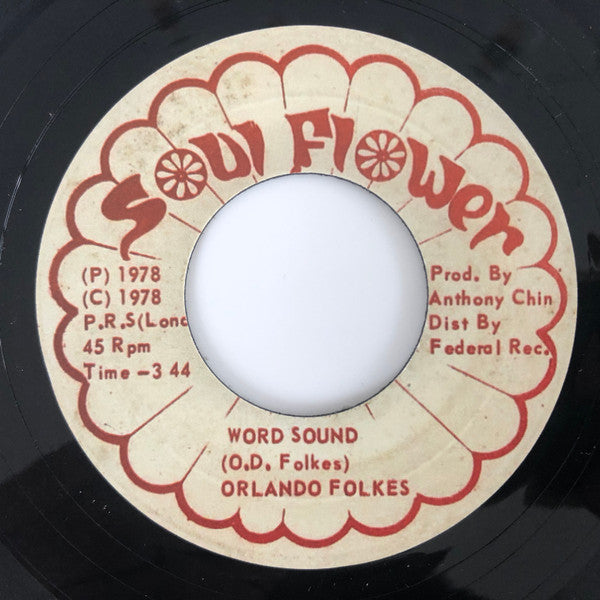 Soul Flower
(P) 1978
(C) 1978
P.R.S(Lond
45 Rpm
Time -3 44
Prod. By
Anthony Chin
Dist By
Federal Rec.
WORD SOUND
(O.D. Folkes)
ORLANDO FOLKES